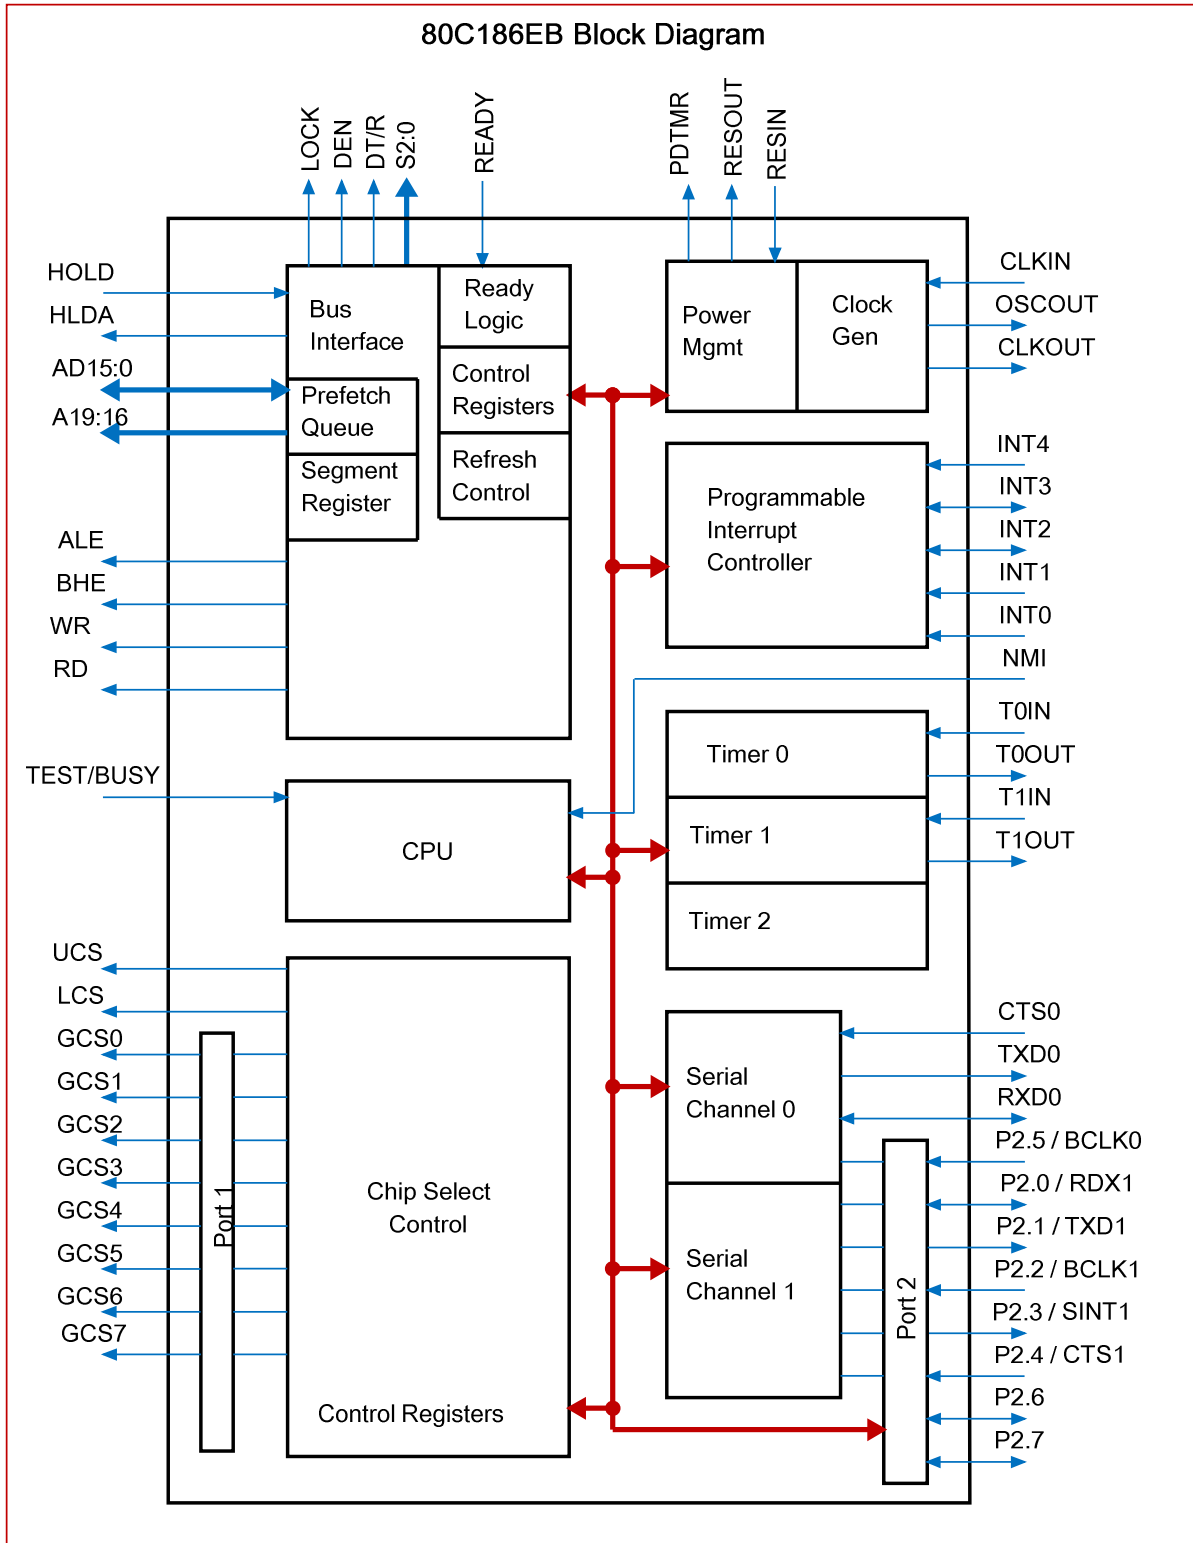 80C186EB Block Diagram
LOCK
DEN
DT/R
S2:0
READY
PDTMR
RESOUT
RESIN
HOLD
HLDA
AD15:0
A19:16
ALE
BHE
WR
RD
TEST/BUSY
UCS
LCS
GCS0
GCS1
GCS2
GCS3
GCS4
GCS5
GCS6
GCS7
Port 1
Bus
Interface
Prefetch
Queue
Segment
Register
Ready
Logic
Control
Registers
Refresh
Control
CPU
Chip Select
Control
Control Registers
Power
Mgmt
Clock
Gen
Programmable
Interrupt
Controller
Timer 0
Timer 1
Timer 2
Serial
Channel 0
Serial
Channel 1
Port 2
CLKIN
OSCOUT
CLKOUT
INT4
INT3
INT2
INT1
INT0
NMI
T0IN
T0OUT
T1IN
T1OUT
CTS0
TXD0
RXD0
P2.5 / BCLK0
P2.0 / RDX1
P2.1 / TXD1
P2.2 / BCLK1
P2.3 / SINT1
P2.4 / CTS1
P2.6
P2.7